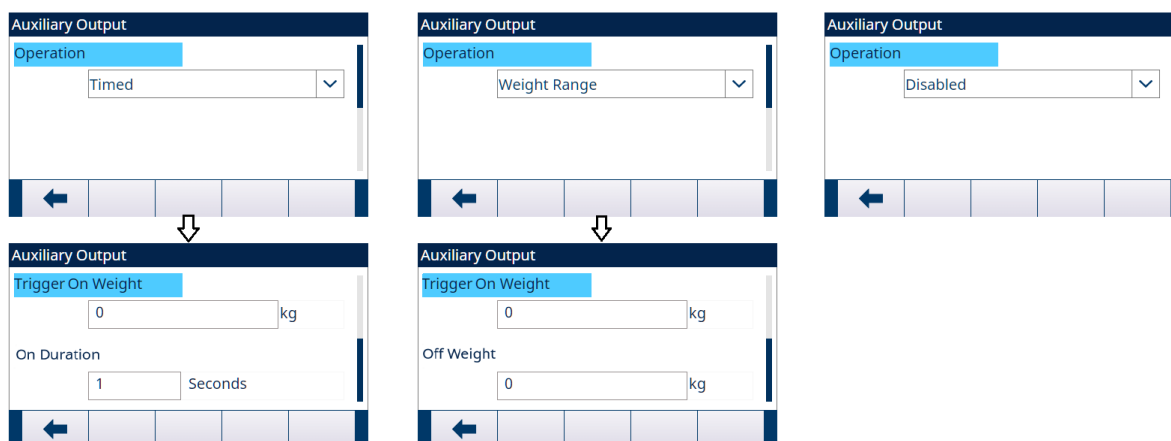 Auxiliary Output
Operation
Timed
Auxiliary Output
Operation
Weight Range
Auxiliary Output
Operation
Disabled
Auxiliary Output
Trigger On Weight
0 kg
On Duration
1 Seconds
Auxiliary Output
Trigger On Weight
0 kg
Off Weight
0 kg